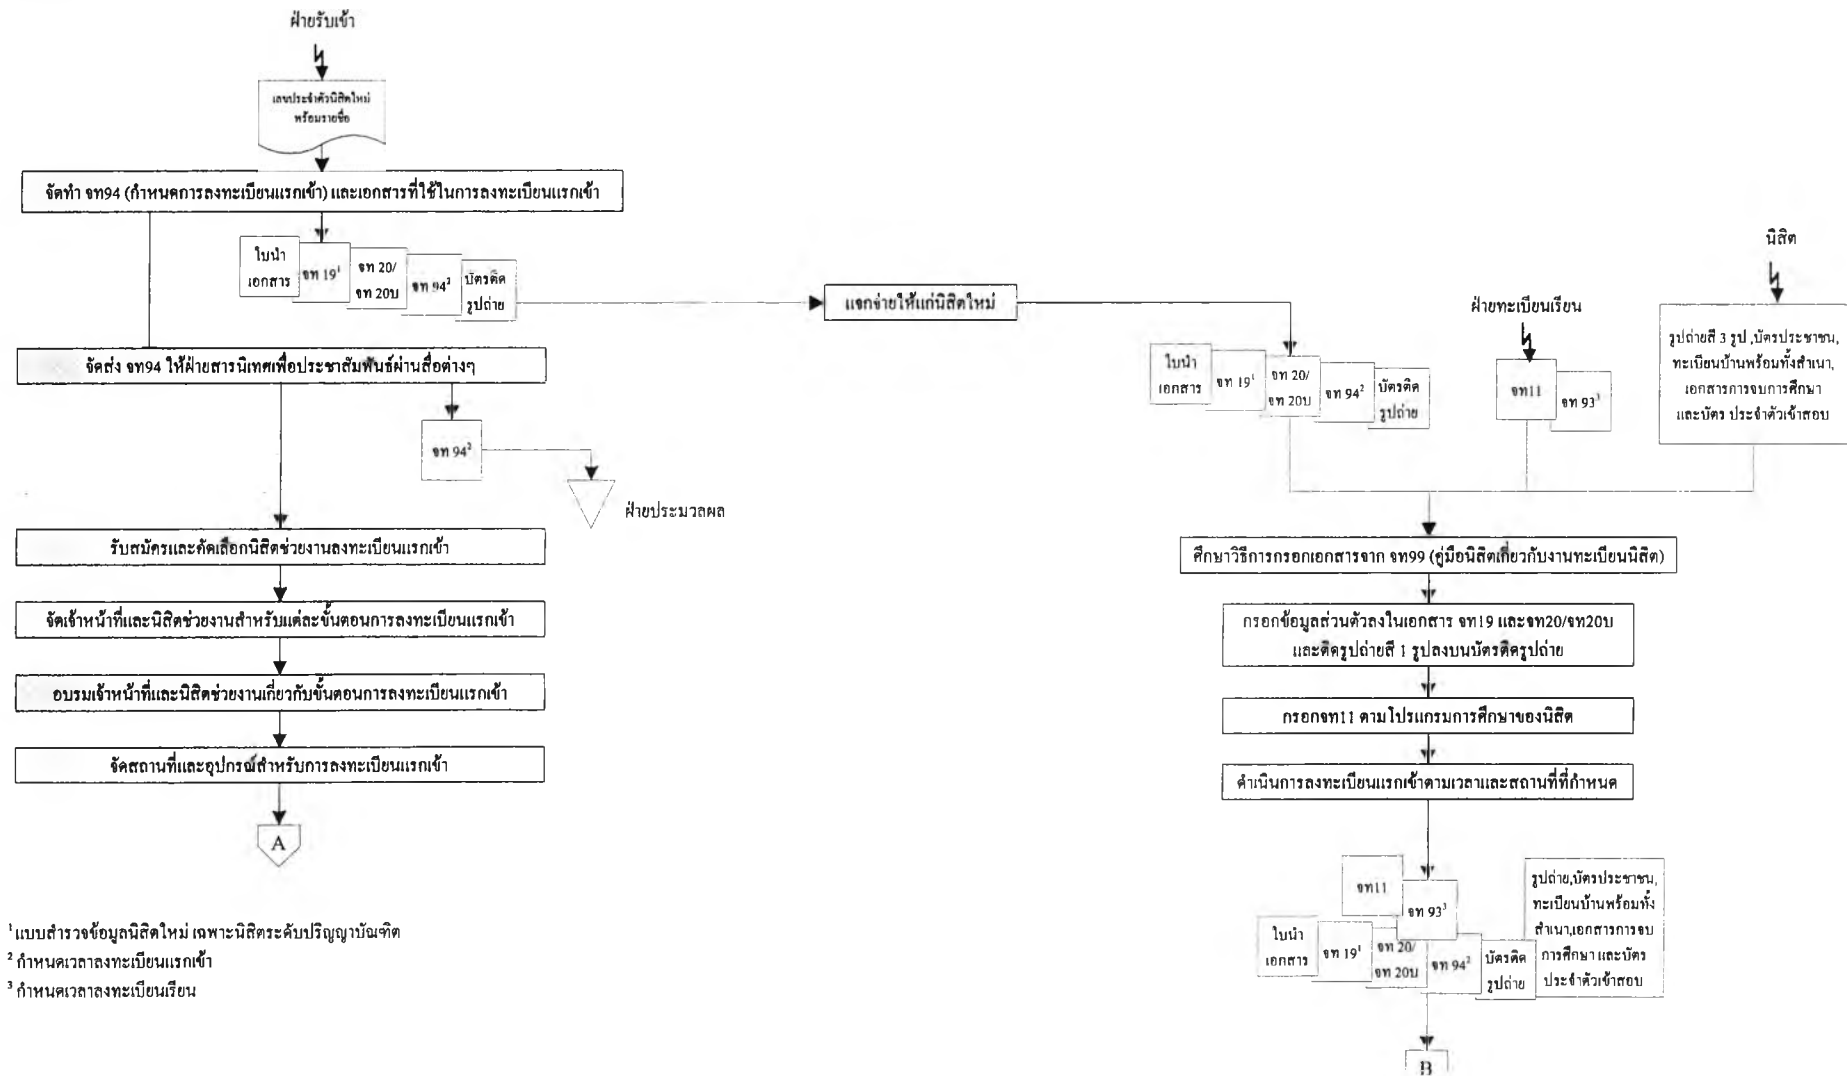 ฝ่ายรับเข้า
เลขประจำตัวนิสิตใหม่
พร้อมรายชื่อ
จัดทำ จท94 (กำหนดการลงทะเบียนแรกเข้า) และเอกสารที่ใช้ในการลงทะเบียนแรกเข้า
ใบนำ
เอกสาร
จท 19¹
จท 20/
จท 20บ
จท 94²
บัตรติด
รูปถ่าย
จัดส่ง จท94 ให้ฝ่ายสารนิเทศเพื่อประชาสัมพันธ์ผ่านสื่อต่างๆ
จท 94²
ฝ่ายประมวลผล
รับสมัครและคัดเลือกนิสิตช่วยงานลงทะเบียนแรกเข้า
จัดเจ้าหน้าที่และนิสิตช่วยงานสำหรับแต่ละขั้นตอนการลงทะเบียนแรกเข้า
อบรมเจ้าหน้าที่และนิสิตช่วยงานเกี่ยวกับขั้นตอนการลงทะเบียนแรกเข้า
จัดสถานที่และอุปกรณ์สำหรับการลงทะเบียนแรกเข้า
A
แจกจ่ายให้แก่นิสิตใหม่
ใบนำ
เอกสาร
จท 19¹
จท 20/
จท 20บ
จท 94²
บัตรติด
รูปถ่าย
ฝ่ายทะเบียนเรียน
จท11
จท 93³
นิสิต
รูปถ่ายสี 3 รูป ,บัตรประชาชน,
ทะเบียนบ้านพร้อมทั้งสำเนา,
เอกสารการจบการศึกษา
และบัตร ประจำตัวเข้าสอบ
ศึกษาวิธีการกรอกเอกสารจาก จท99 (คู่มือนิสิตเกี่ยวกับงานทะเบียนนิสิต)
กรอกข้อมูลส่วนตัวลงในเอกสาร จท19 และจท20/จท20บ
และติดรูปถ่ายสี 1 รูปลงบนบัตรติดรูปถ่าย
กรอกจท11 ตามโปรแกรมการศึกษาของนิสิต
ดำเนินการลงทะเบียนแรกเข้าตามเวลาและสถานที่ที่กำหนด
จท11
จท 93³
ใบนำ
เอกสาร
จท 19¹
จท 20/
จท 20บ
จท 94²
บัตรติด
รูปถ่าย
รูปถ่าย,บัตรประชาชน,
ทะเบียนบ้านพร้อมทั้ง
สำเนา,เอกสารการจบ
การศึกษา และบัตร
ประจำตัวเข้าสอบ
B
¹ แบบสำรวจข้อมูลนิสิตใหม่ เฉพาะนิสิตระดับปริญญาบัณฑิต
² กำหนดเวลาลงทะเบียนแรกเข้า
³ กำหนดเวลาลงทะเบียนเรียน